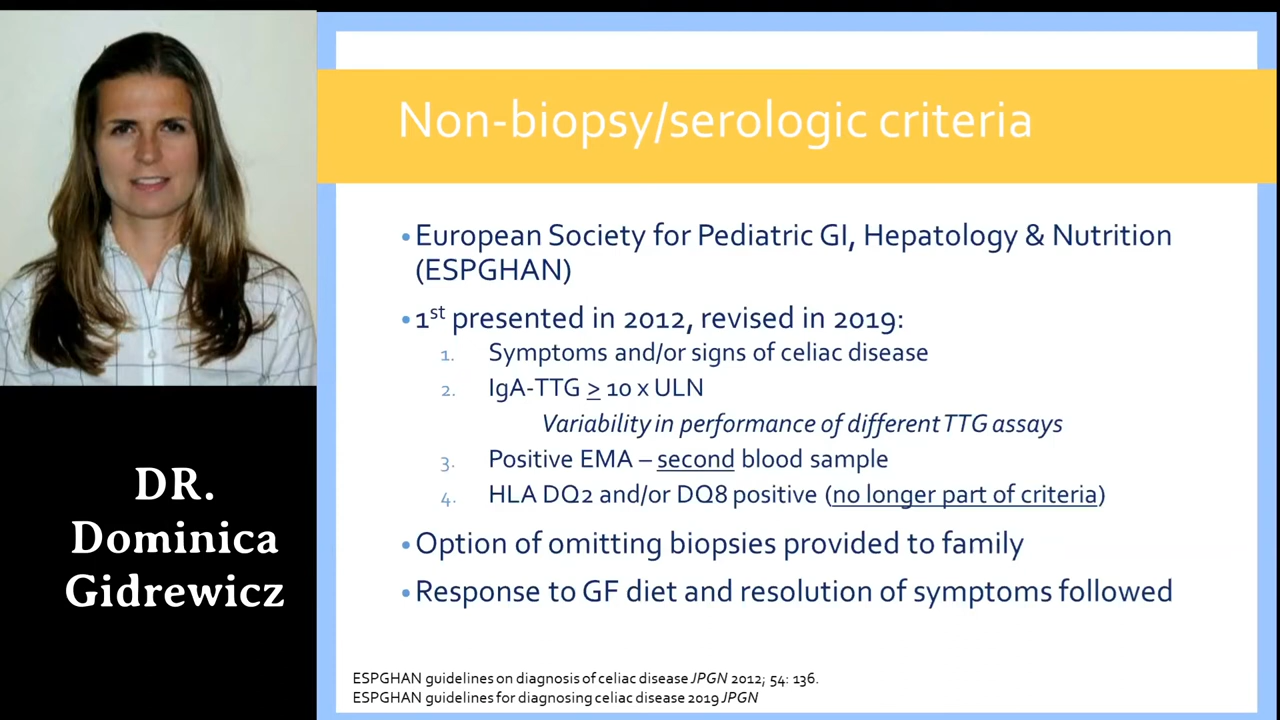 Non-biopsy/serologic criteria
•European Society for Pediatric GI, Hepatology & Nutrition
(ESPGHAN)
•1st presented in 2012, revised in 2019:
1. Symptoms and/or signs of celiac disease
2. IgA-TTG ≥ 10 x ULN
Variability in performance of different TTG assays
3. Positive EMA – second blood sample
4. HLA DQ2 and/or DQ8 positive (no longer part of criteria)
•Option of omitting biopsies provided to family
•Response to GF diet and resolution of symptoms followed
ESPGHAN guidelines on diagnosis of celiac disease JPGN 2012; 54: 136.
ESPGHAN guidelines for diagnosing celiac disease 2019 JPGN
DR.
Dominica
Gidrewicz